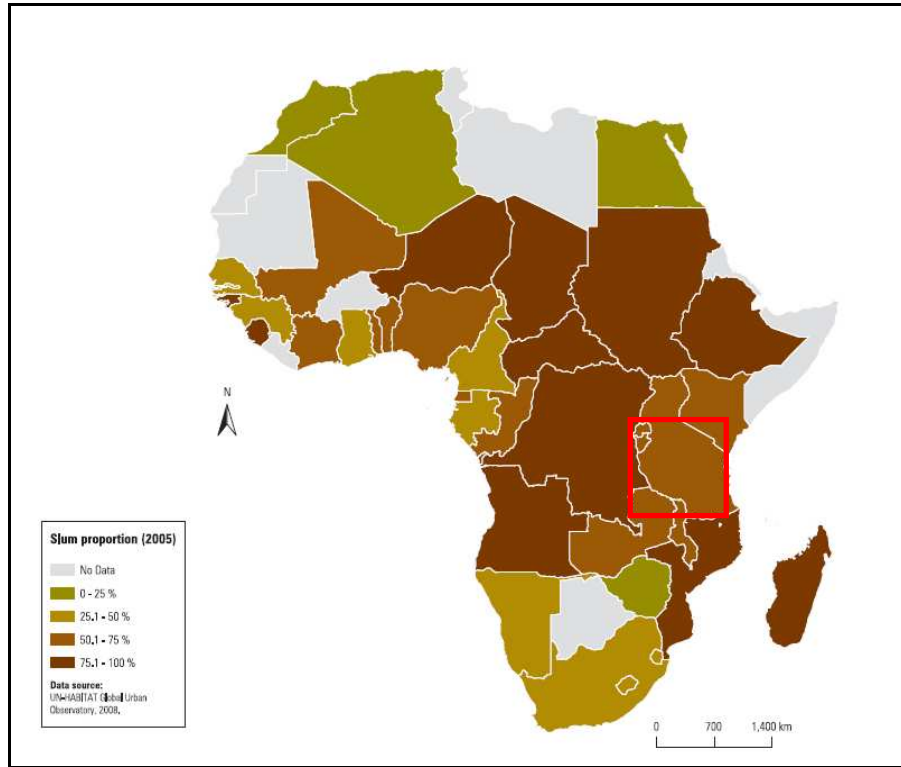 N
Slum proportion (2005)
No Data
0 - 25 %
25.1 - 50 %
50.1 - 75 %
75.1 - 100 %
Data source:
UN-HABITAT Global Urban
Observatory, 2008.
0 700 1,400 km